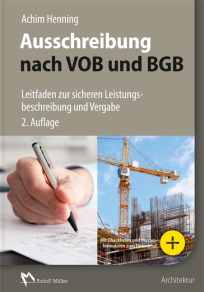 Achim Henning
Ausschreibung
nach VOB und BGB
Leitfaden zur sicheren Leistungs-
beschreibung und Vergabe
2. Auflage
+
Rudolf Müller
Architektur